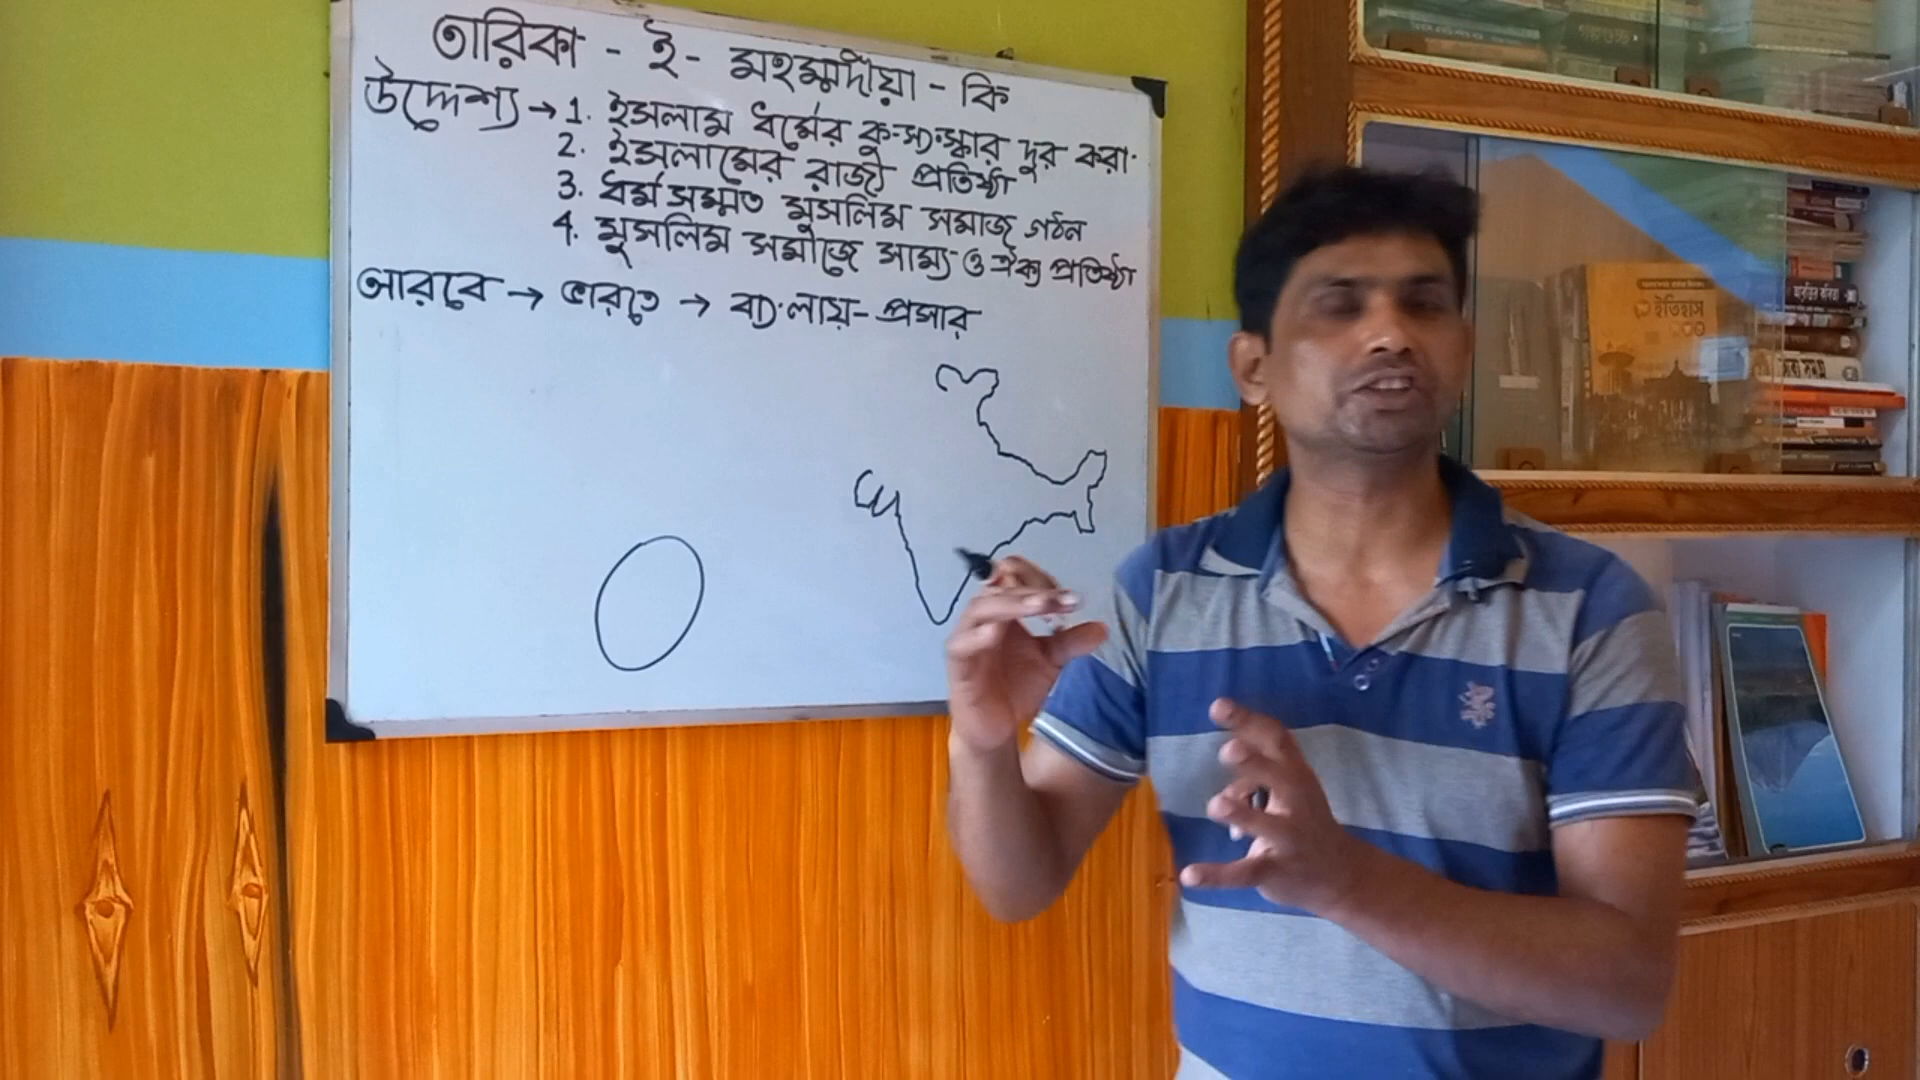 তারিকা - ই - মহম্মদীয়া - কি
উদ্দেশ্য → 1. ইসলাম ধর্মের কু-সংস্কার দুর করা.
2. ইসলামের রাজ্য প্রতিষ্ঠা
3. ধর্ম সম্মত মুসলিম সমাজ গঠন
4. মুসলিম সমাজে সাম্য ও ঐক্য প্রতিষ্ঠা
আরবে → ভারতে → বাংলায় - প্রসার
ইতিহাস